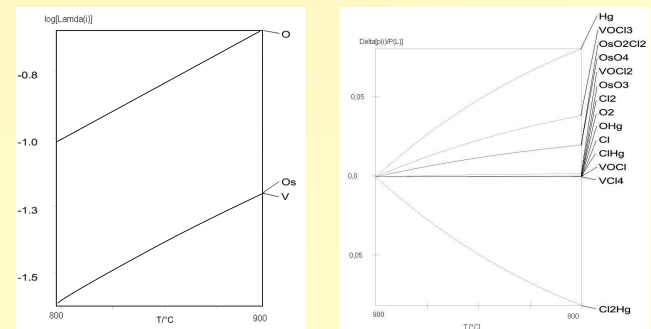 log[Lamda(i)]
O
-0.8
-1.0
Os
V
-1.3
-1.5
800
T/°C
900
Delta[p(i)/P(L)]
Hg
VOCl3
OsO2Cl2
OsO4
VOCl2
OsO3
Cl2
O2
OHg
Cl
ClHg
VOCl
VCl4
0,05
0,0
0,05
Cl2Hg
900
T/°C
800